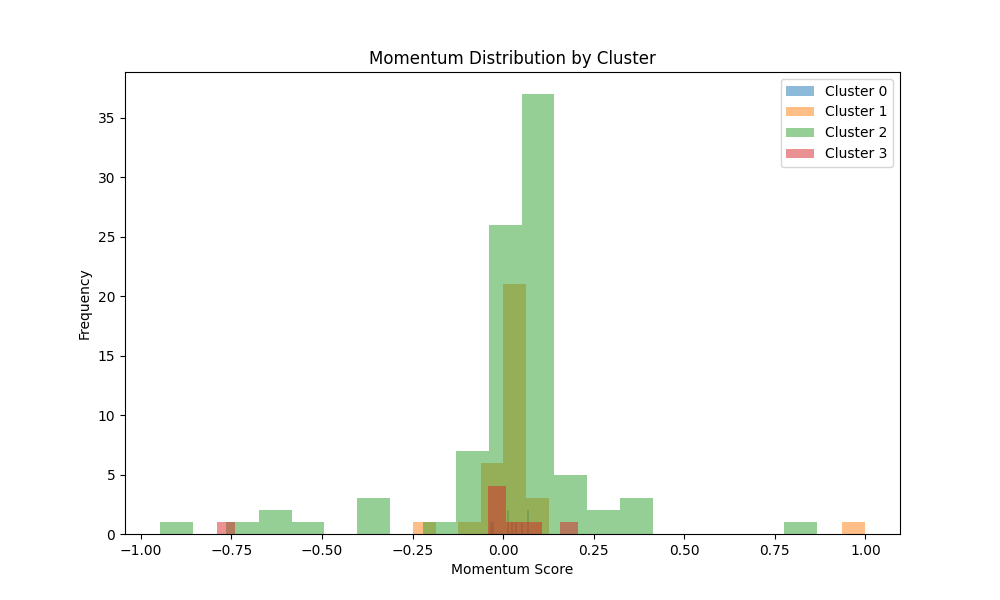 Momentum Distribution by Cluster
Cluster 0
Cluster 1
Cluster 2
Cluster 3
Frequency
35
30
25
20
15
10
5
0
−1.00 −0.75 −0.50 −0.25 0.00 0.25 0.50 0.75 1.00
Momentum Score